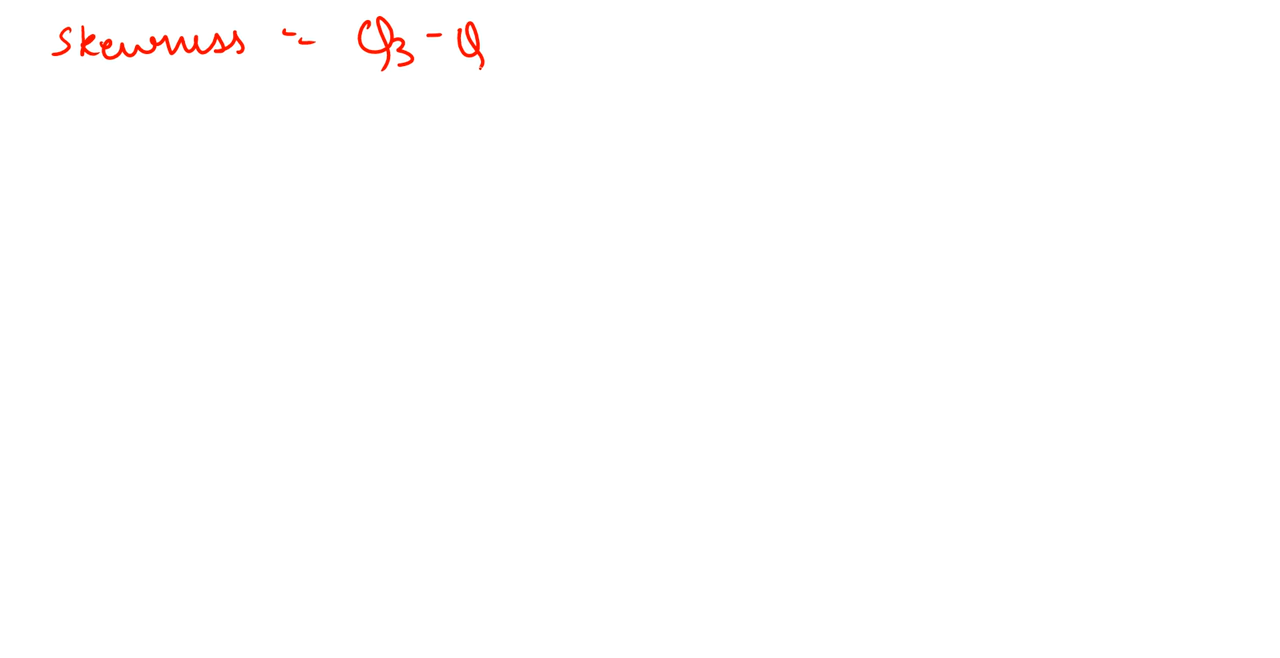 Skewness = Q3 - Q